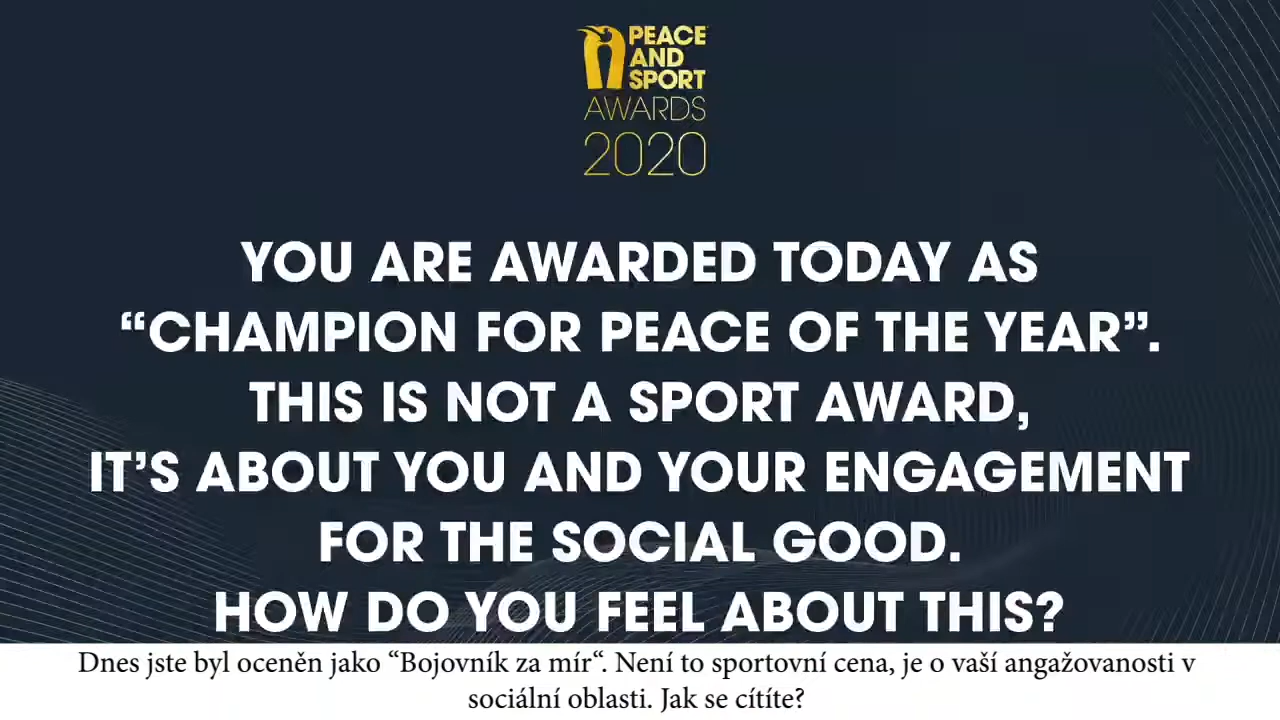 PEACE
AND
SPORT
AWARDS
2020
YOU ARE AWARDED TODAY AS
“CHAMPION FOR PEACE OF THE YEAR”.
THIS IS NOT A SPORT AWARD,
IT’S ABOUT YOU AND YOUR ENGAGEMENT
FOR THE SOCIAL GOOD.
HOW DO YOU FEEL ABOUT THIS?
Dnes jste byl oceněn jako “Bojovník za mír“. Není to sportovní cena, je o vaší angažovanosti v
sociální oblasti. Jak se cítíte?